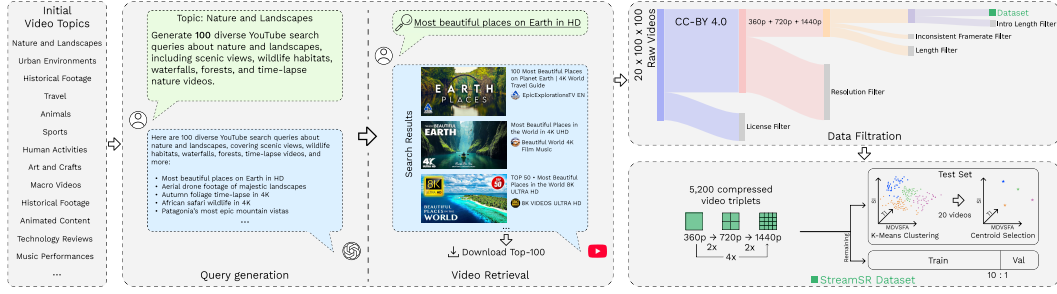 Initial
Video Topics
Nature and Landscapes
Urban Environments
Historical Footage
Travel
Animals
Sports
Human Activities
Art and Crafts
Macro Videos
Historical Footage
Animated Content
Technology Reviews
Music Performances
...
Topic: Nature and Landscapes
Generate 100 diverse YouTube search
queries about nature and landscapes,
including scenic views, wildlife habitats,
waterfalls, forests, and time-lapse
nature videos.
Here are 100 diverse YouTube search queries about
nature and landscapes, covering scenic views, wildlife
habitats, waterfalls, forests, time-lapse videos, and
more:
• Most beautiful places on Earth in HD
• Aerial drone footage of majestic landscapes
• Autumn foliage time-lapse in 4K
• African safari wildlife in 4K
• Patagonia's most epic mountain vistas
...
Query generation
Most beautiful places on Earth in HD
Search Results
EARTH
PLACES
100 Most Beautiful Places
on Planet Earth | 4K World
Travel Guide
EpicExplorationsTV EN
EARTH
4K
Most Beautiful Places in
the World in 4K UHD
Beautiful World 4K
Film Music
8K
50
BEAUTIFUL
PLACES IN THE
WORLD
TOP 50 • Most Beautiful
Places in the World 8K
ULTRA HD
8K VIDEOS ULTRA HD
...
Download Top-100
Video Retrieval
20 x 100 x 100
Raw Videos
CC-BY 4.0
360p + 720p + 1440p
Dataset
Intro Length Filter
Inconsistent Framerate Filter
Length Filter
Resolution Filter
License Filter
Data Filtration
5,200 compressed
video triplets
360p → 720p → 1440p
2x 2x
4x
Remaining
Test Set
SI
TI
MDVSFA
K-Means Clustering
20 videos
SI
TI
MDVSFA
Centroid Selection
Train
Val
10 : 1
StreamSR Dataset